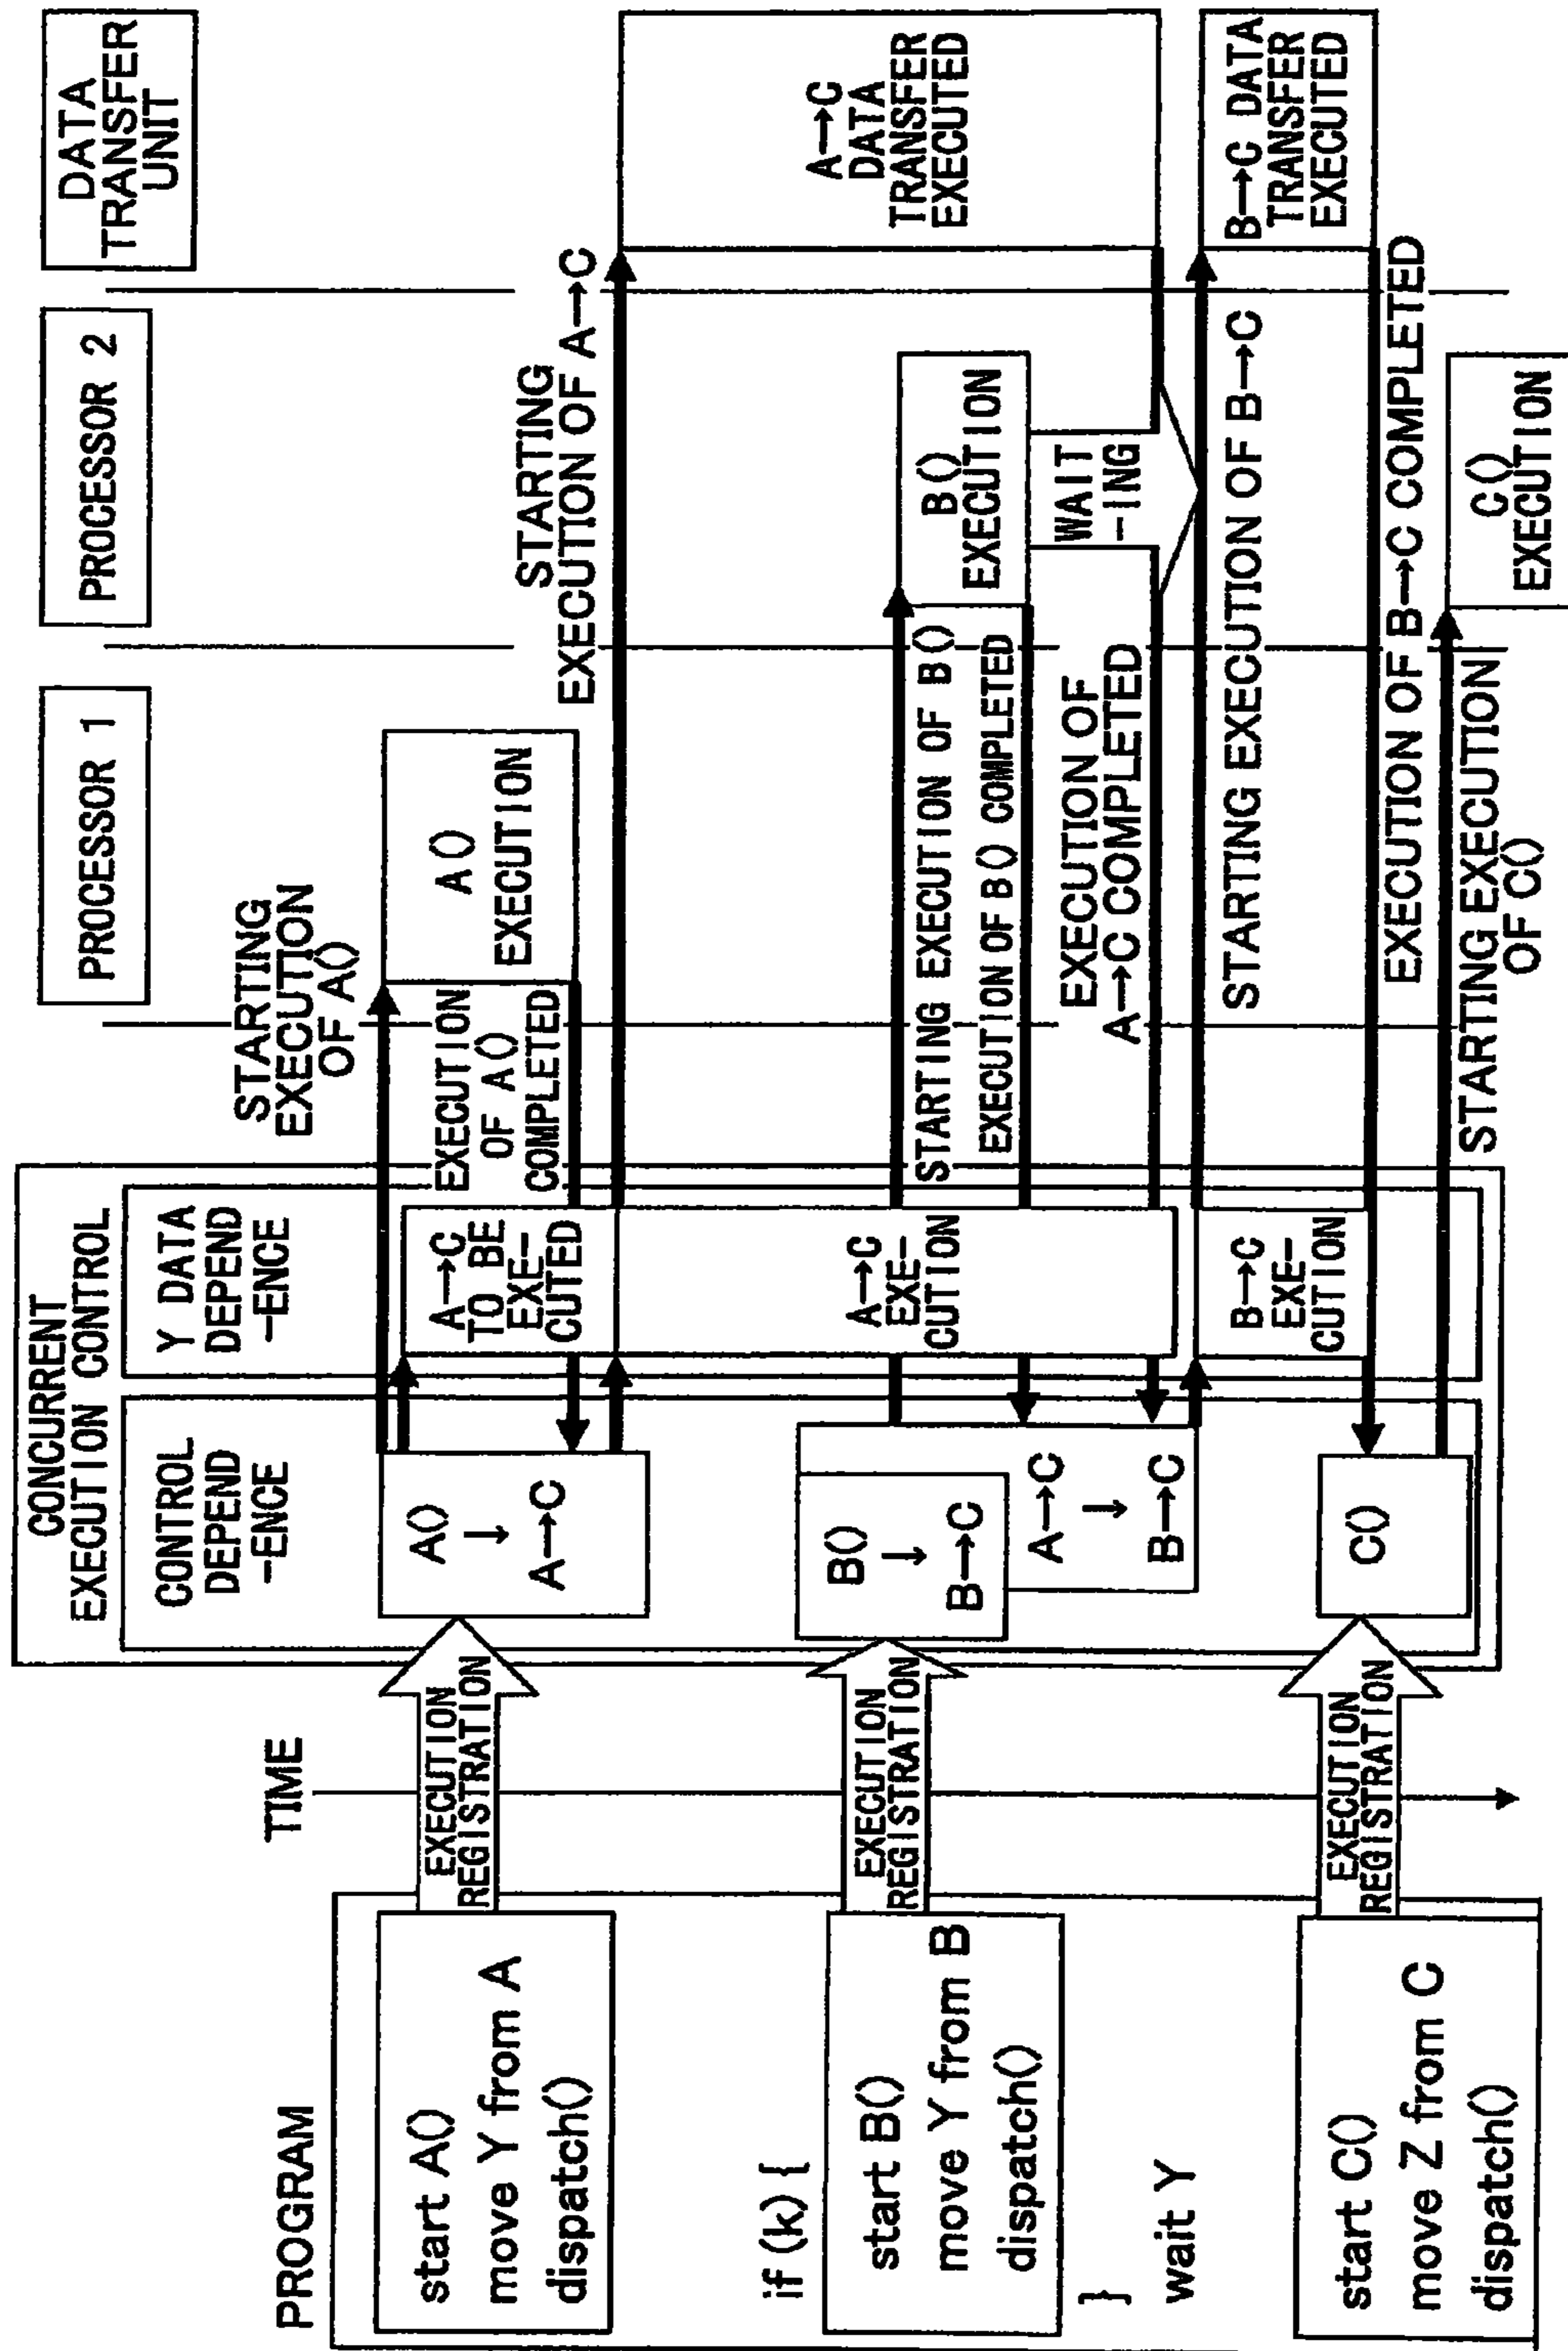 PROGRAM
start A()
move Y from A
dispatch()
if (k) {
start B()
move Y from B
dispatch()
}
wait Y
start C()
move Z from C
dispatch()
TIME
EXECUTION
REGISTRATION
EXECUTION
REGISTRATION
EXECUTION
REGISTRATION
CONCURRENT
EXECUTION CONTROL
CONTROL
DEPEND
-ENCE
A()
↓
A→C
B()
↓
B→C
A→C
↓
B→C
C()
Y DATA
DEPEND
-ENCE
A→C
TO BE
EXE-
CUTED
A→C
EXE-
CUTION
B→C
EXE-
CUTION
STARTING
EXECUTION
OF A()
EXECUTION
OF A()
COMPLETED
STARTING
EXECUTION OF A→C
STARTING EXECUTION OF B()
EXECUTION OF B() COMPLETED
EXECUTION OF
A→C COMPLETED
STARTING EXECUTION OF B→C
EXECUTION OF B→C COMPLETED
STARTING EXECUTION
OF C()
PROCESSOR 1
A()
EXECUTION
PROCESSOR 2
B()
EXECUTION
WAIT
-ING
C()
EXECUTION
DATA
TRANSFER
UNIT
A→C
DATA
TRANSFER
EXECUTED
B→C DATA
TRANSFER
EXECUTED